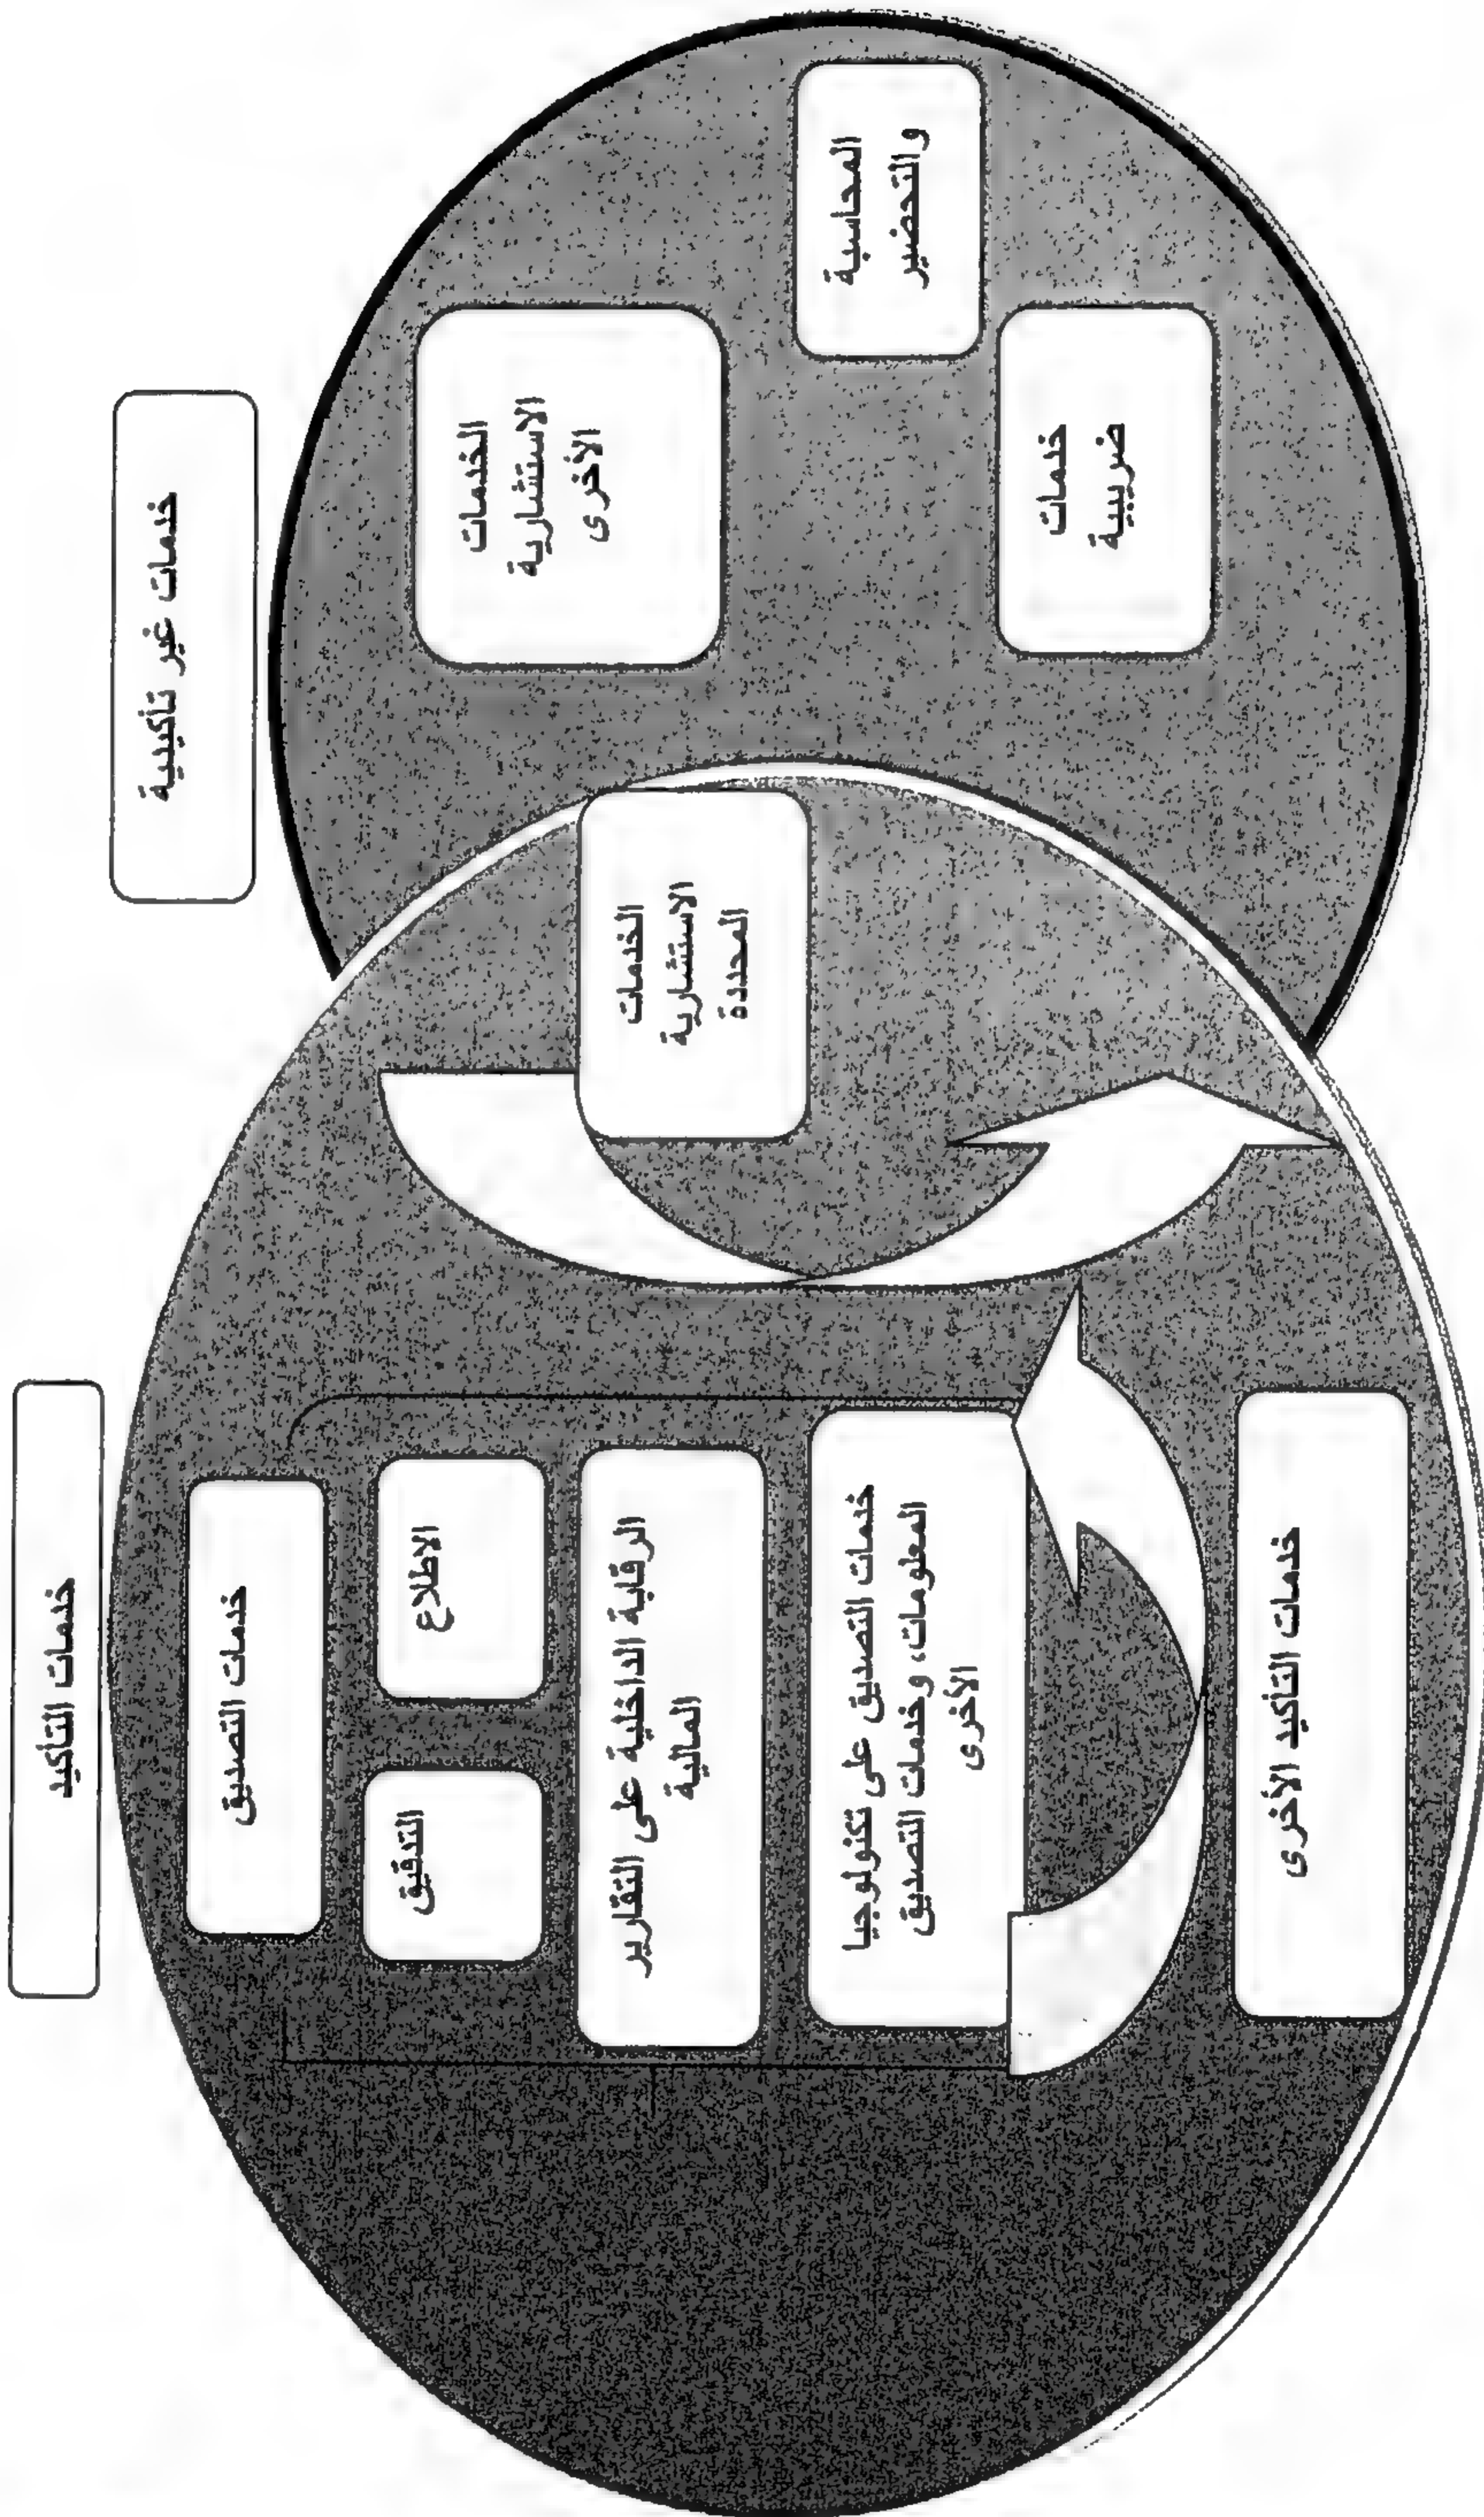 خدمات التأكيد
خدمات غير تأكيدية
خدمات التصديق
التدقيق
الاطلاع
الرقابة الداخلية على التقارير
المالية
خدمات التصديق على تكنولوجيا
المعلومات، وخدمات التصديق
الأخرى
خدمات التأكيد الأخرى
الخدمات
الاستشارية
المحددة
الخدمات
الاستشارية
الأخرى
المحاسبة
والتحضير
خدمات
ضريبية